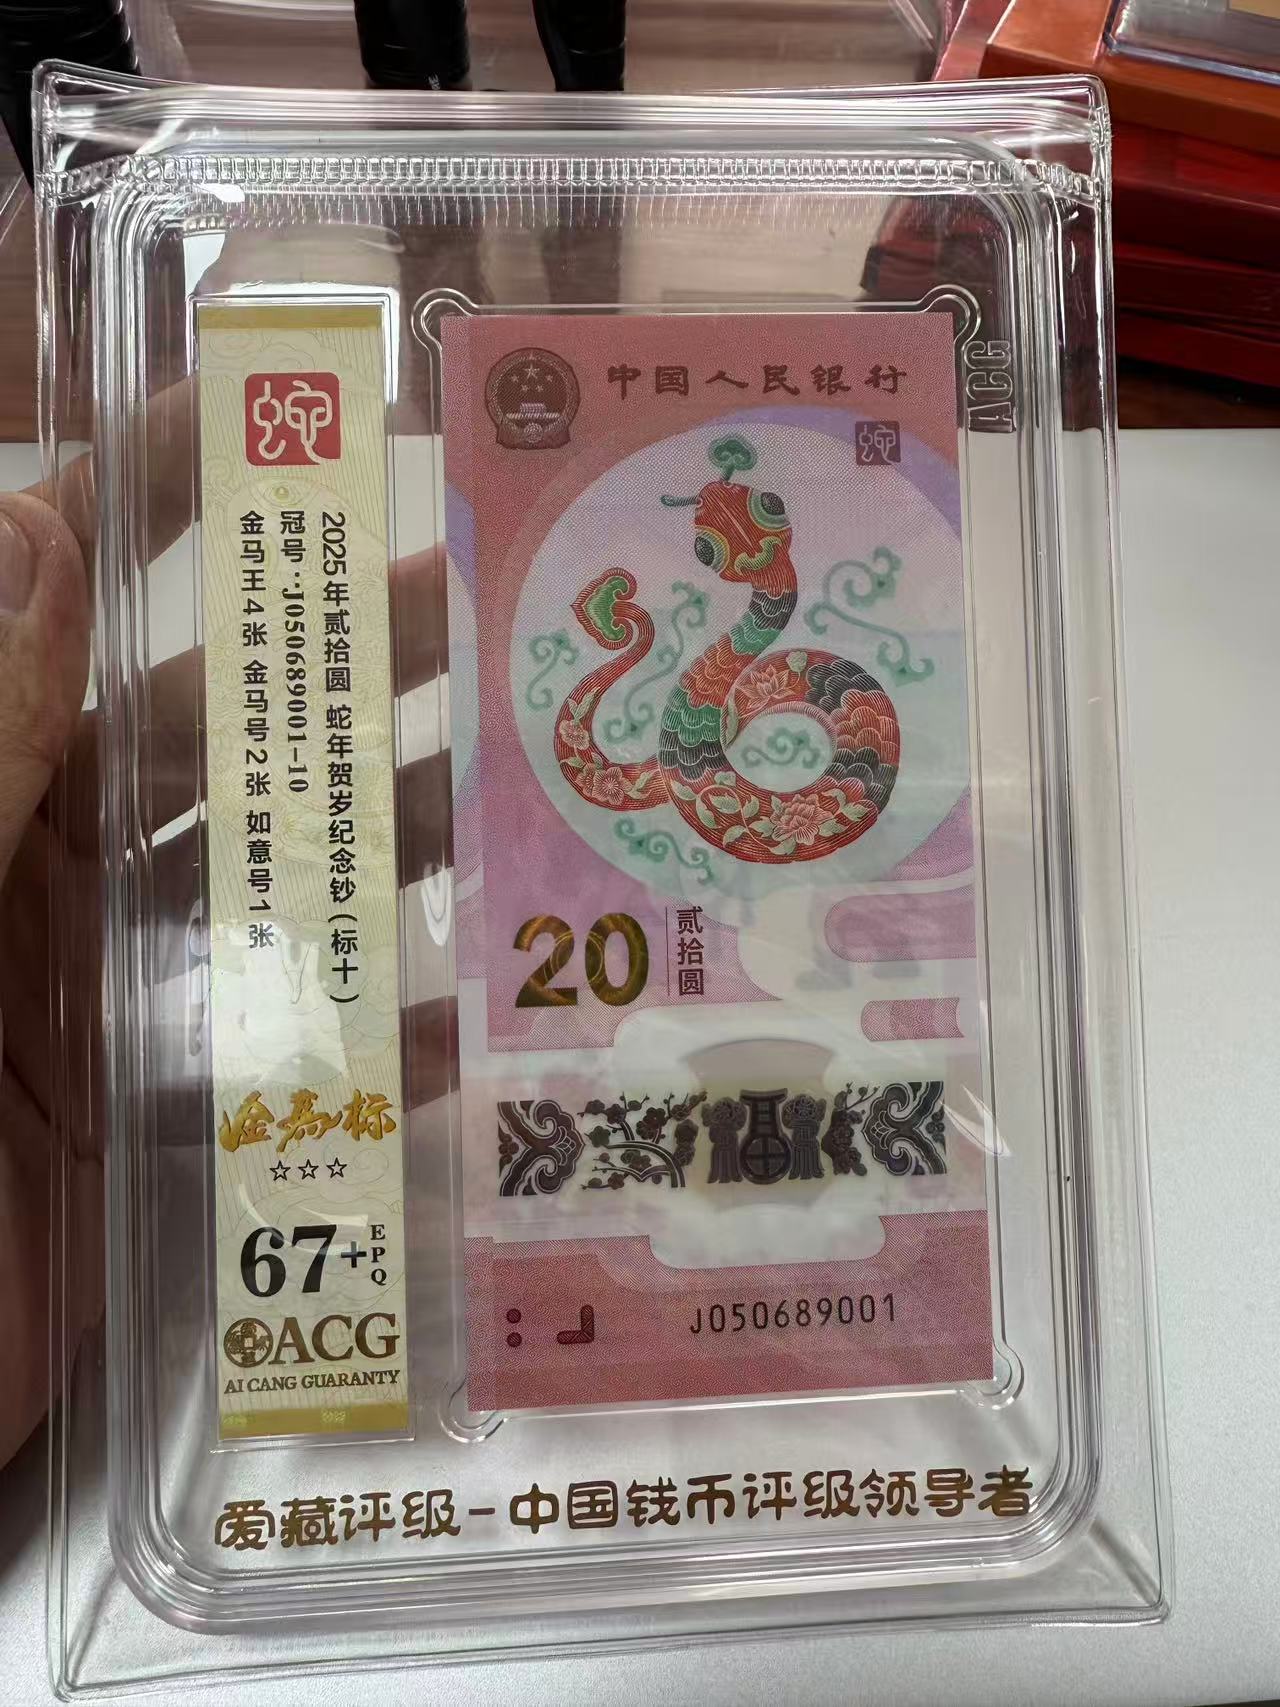 蛇
2025年贰拾圆 蛇年贺岁纪念钞(标十)
冠号:J050689001-10
金马王4张 金马号2张 如意号1张
金马标
☆☆☆
67+EPQ
ACG
AI CANG GUARANTY
中国人民银行
蛇
20
贰拾圆
福
J050689001
ACG
爱藏评级-中国钱币评级领导者